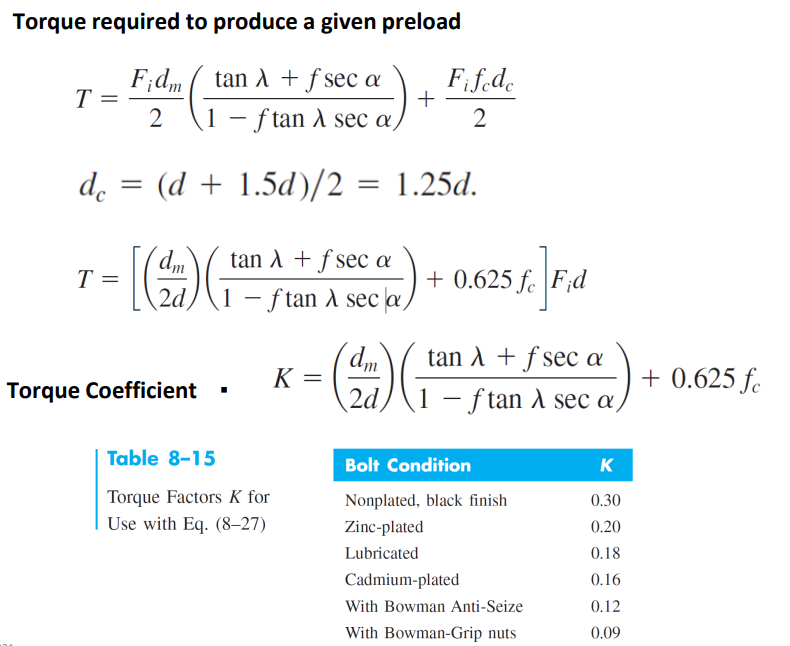 Torque required to produce a given preload
T = F_i d_m / 2 ( tan λ + f sec α / 1 − f tan λ sec α ) + F_i f_c d_c / 2
d_c = (d + 1.5d)/2 = 1.25d.
T = [ ( d_m / 2d ) ( tan λ + f sec α / 1 − f tan λ sec α ) + 0.625 f_c ] F_i d
Torque Coefficient ▪ K = ( d_m / 2d ) ( tan λ + f sec α / 1 − f tan λ sec α ) + 0.625 f_c
Table 8–15
Torque Factors K for
Use with Eq. (8–27)
Bolt Condition K
Nonplated, black finish 0.30
Zinc-plated 0.20
Lubricated 0.18
Cadmium-plated 0.16
With Bowman Anti-Seize 0.12
With Bowman-Grip nuts 0.09